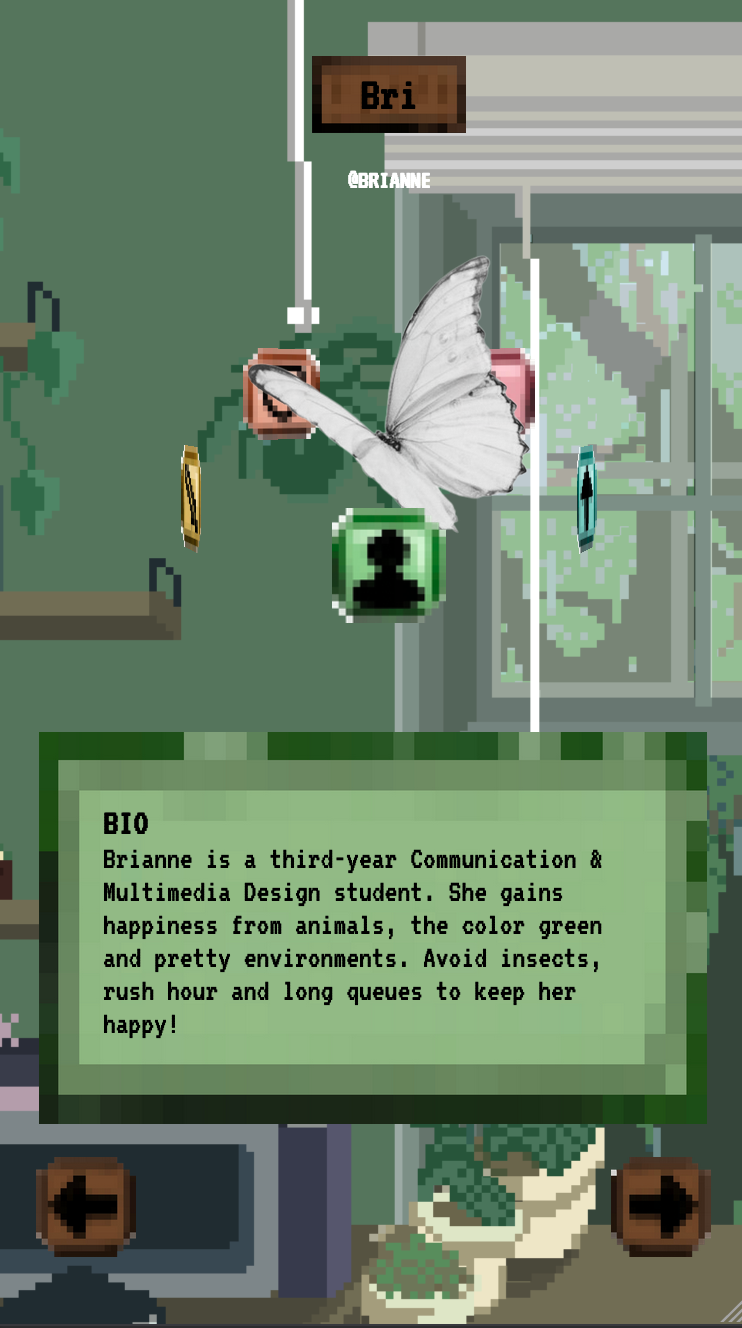 Bri
@BRIANNE
BIO
Brianne is a third-year Communication &
Multimedia Design student. She gains
happiness from animals, the color green
and pretty environments. Avoid insects,
rush hour and long queues to keep her
happy!